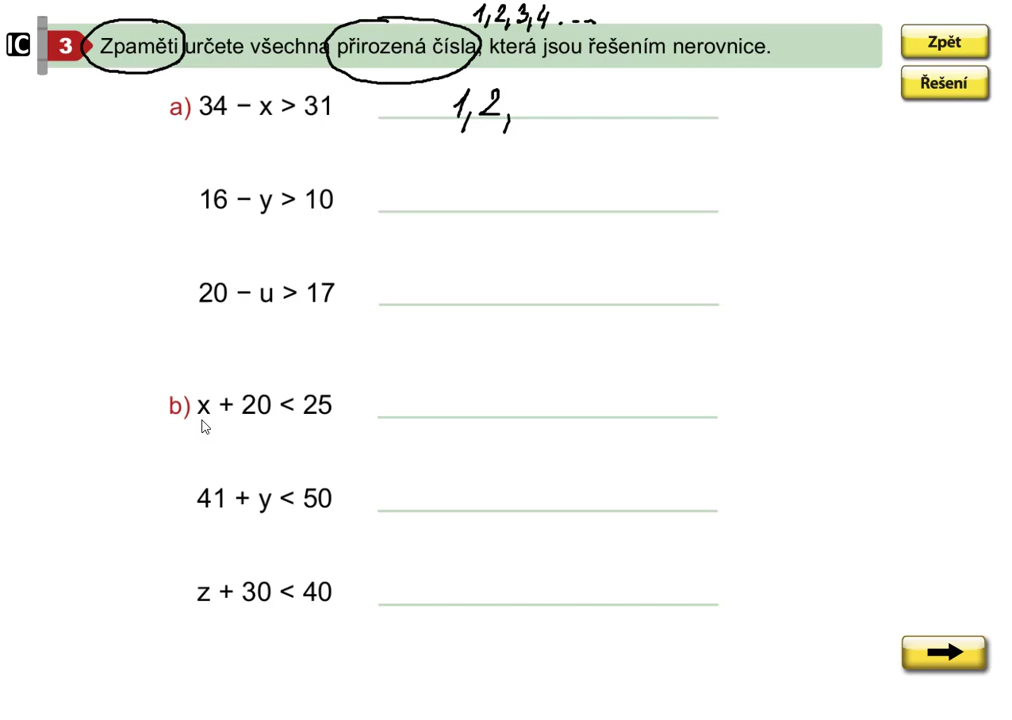 1, 2, 3, 4 . ...
IC 3 Zpaměti určete všechna přirozená čísla, která jsou řešením nerovnice.
Zpět
Řešení
a) 34 − x > 31 1, 2,
16 − y > 10
20 − u > 17
b) x + 20 < 25
41 + y < 50
z + 30 < 40